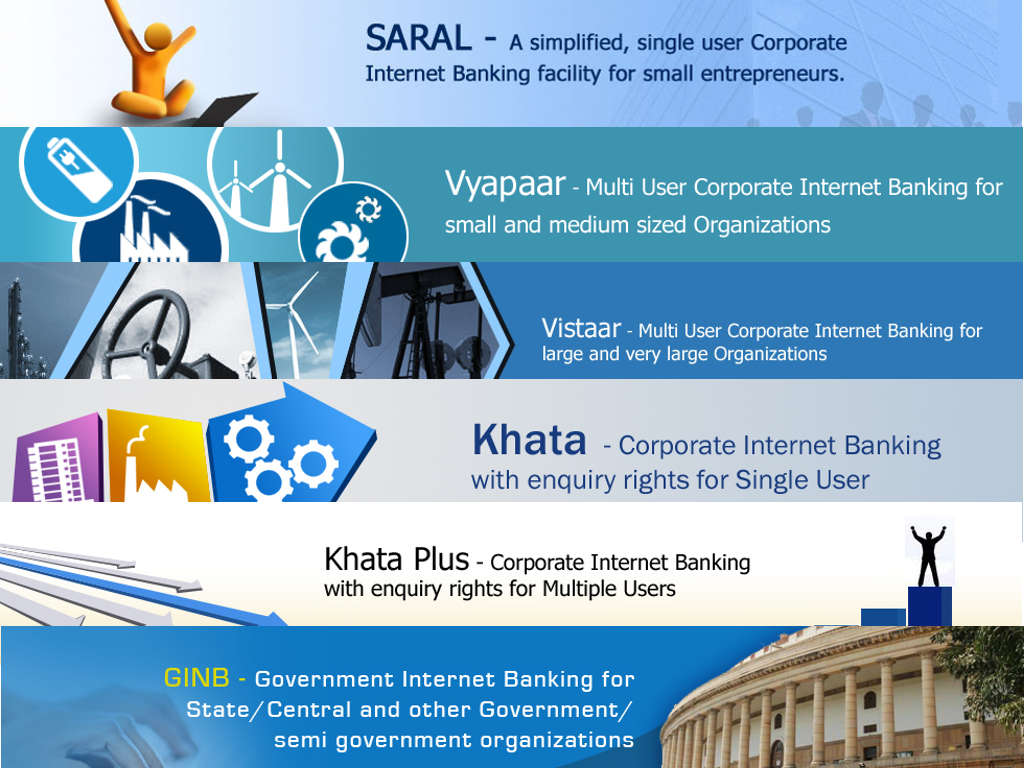 SARAL - A simplified, single user Corporate
Internet Banking facility for small entrepreneurs.
Vyapaar - Multi User Corporate Internet Banking for
small and medium sized Organizations
Vistaar - Multi User Corporate Internet Banking for
large and very large Organizations
Khata - Corporate Internet Banking
with enquiry rights for Single User
Khata Plus - Corporate Internet Banking
with enquiry rights for Multiple Users
GINB - Government Internet Banking for
State/Central and other Government/
semi government organizations